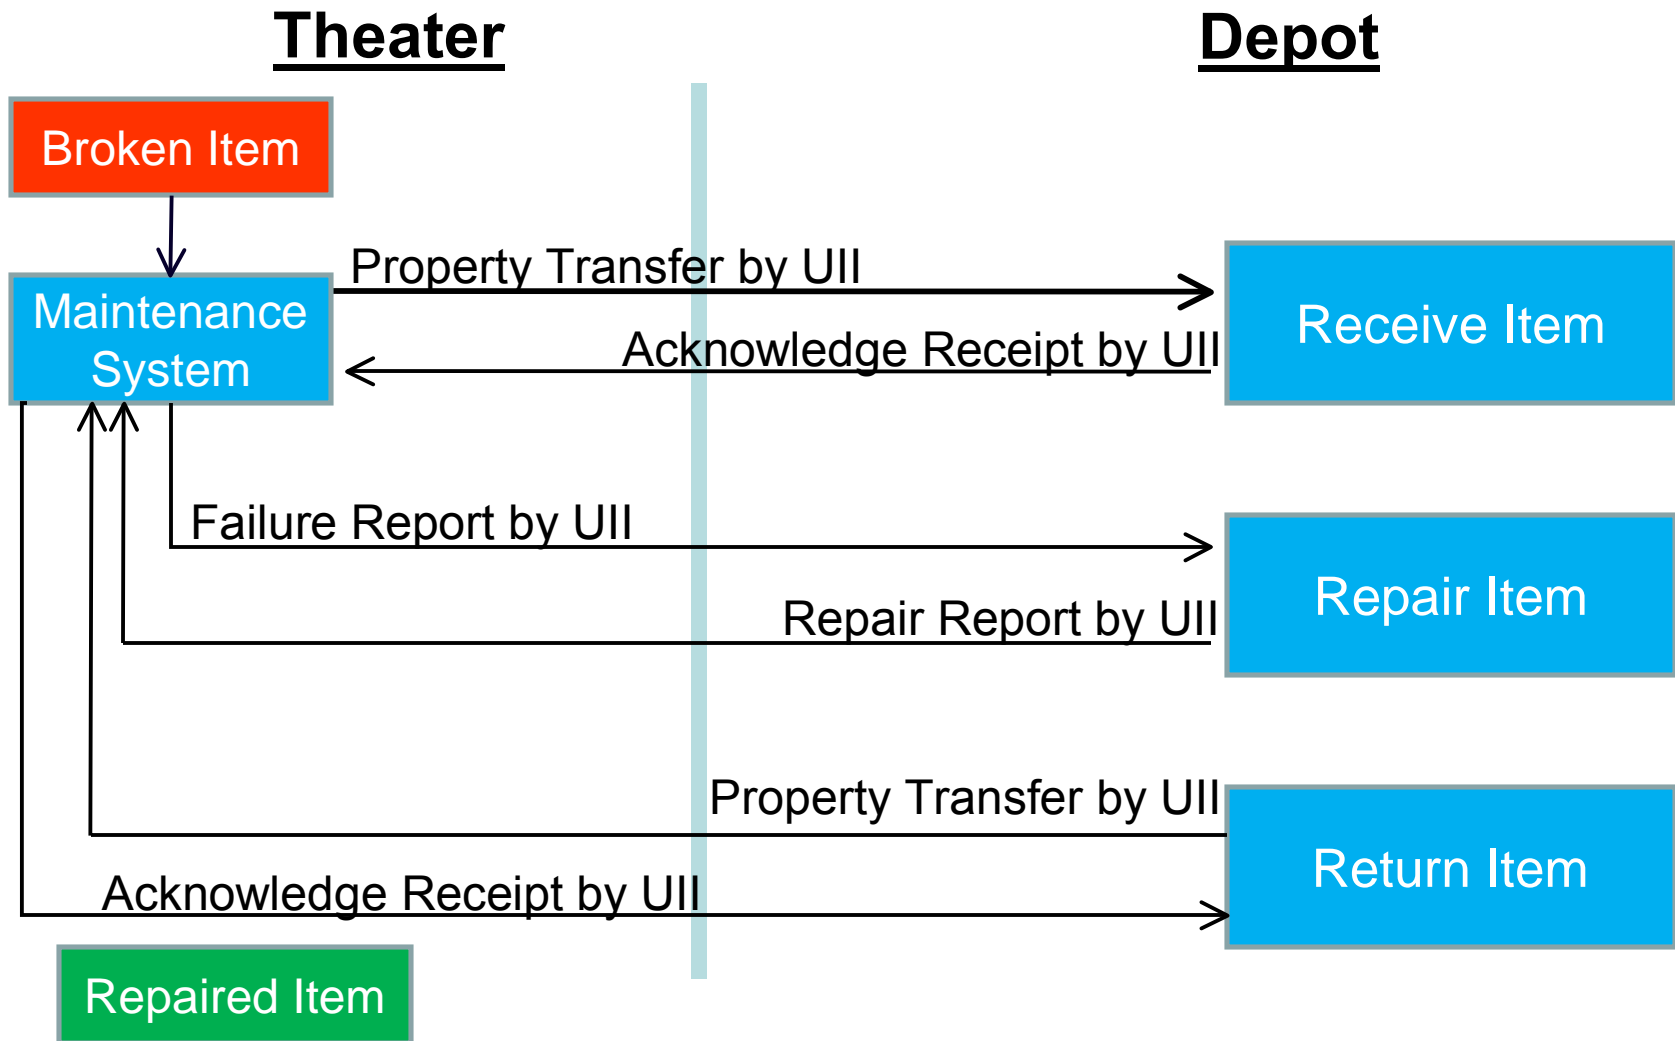 Theater
Depot
Broken Item
Property Transfer by UII
Maintenance
System
Receive Item
Acknowledge Receipt by UII
Failure Report by UII
Repair Item
Repair Report by UII
Property Transfer by UII
Return Item
Acknowledge Receipt by UII
Repaired Item